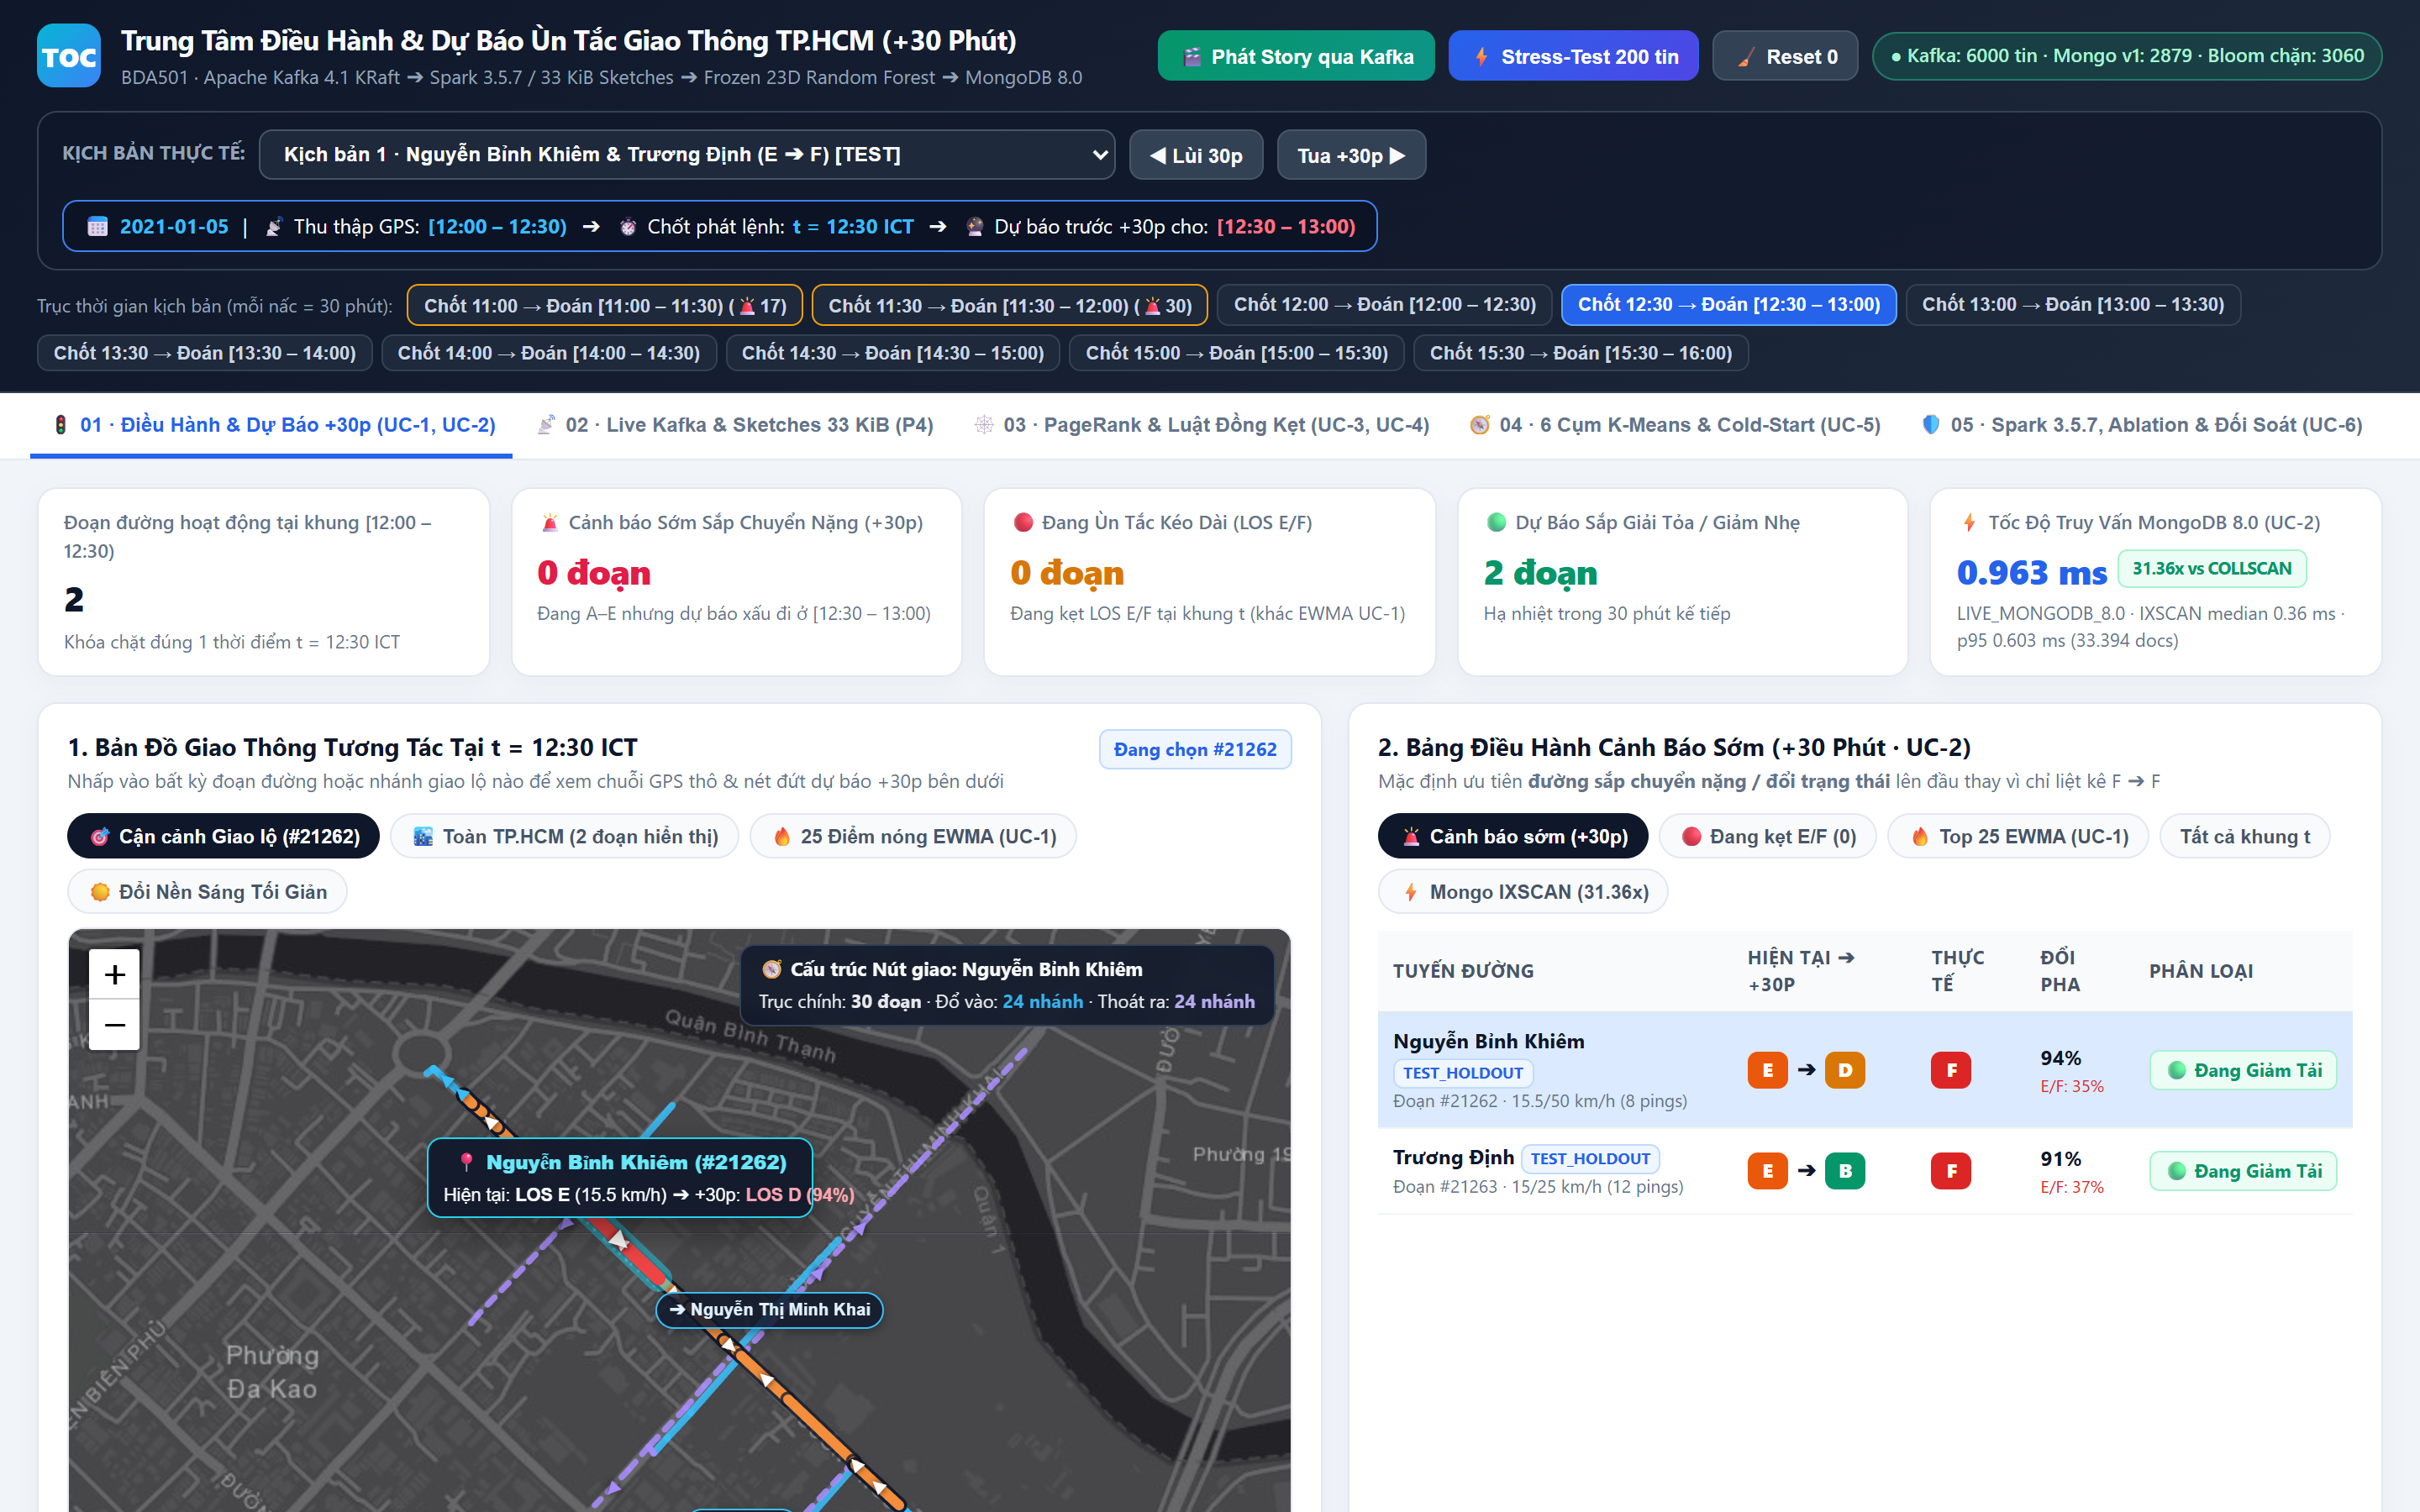 TOC
Trung Tâm Điều Hành & Dự Báo Ùn Tắc Giao Thông TP.HCM (+30 Phút)
BDA501 · Apache Kafka 4.1 KRaft ➔ Spark 3.5.7 / 33 KiB Sketches ➔ Frozen 23D Random Forest ➔ MongoDB 8.0
Phát Story qua Kafka
Stress-Test 200 tin
Reset 0
● Kafka: 6000 tin · Mongo v1: 2879 · Bloom chặn: 3060
KỊCH BẢN THỰC TẾ:
Kịch bản 1 · Nguyễn Bỉnh Khiêm & Trương Định (E ➔ F) [TEST]
◀ Lùi 30p
Tua +30p ▶
2021-01-05 | Thu thập GPS: [12:00 – 12:30) ➔ Chốt phát lệnh: t = 12:30 ICT ➔ Dự báo trước +30p cho: [12:30 – 13:00)
Trục thời gian kịch bản (mỗi nấc = 30 phút):
Chốt 11:00 → Đoán [11:00 – 11:30) (🚨17)
Chốt 11:30 → Đoán [11:30 – 12:00) (🚨30)
Chốt 12:00 → Đoán [12:00 – 12:30)
Chốt 12:30 → Đoán [12:30 – 13:00)
Chốt 13:00 → Đoán [13:00 – 13:30)
Chốt 13:30 → Đoán [13:30 – 14:00)
Chốt 14:00 → Đoán [14:00 – 14:30)
Chốt 14:30 → Đoán [14:30 – 15:00)
Chốt 15:00 → Đoán [15:00 – 15:30)
Chốt 15:30 → Đoán [15:30 – 16:00)
01 · Điều Hành & Dự Báo +30p (UC-1, UC-2)
02 · Live Kafka & Sketches 33 KiB (P4)
03 · PageRank & Luật Đồng Kẹt (UC-3, UC-4)
04 · 6 Cụm K-Means & Cold-Start (UC-5)
05 · Spark 3.5.7, Ablation & Đối Soát (UC-6)
Đoạn đường hoạt động tại khung [12:00 –
12:30)
2
Khóa chặt đúng 1 thời điểm t = 12:30 ICT
Cảnh báo Sớm Sắp Chuyển Nặng (+30p)
0 đoạn
Đang A–E nhưng dự báo xấu đi ở [12:30 – 13:00)
Đang Ùn Tắc Kéo Dài (LOS E/F)
0 đoạn
Đang kẹt LOS E/F tại khung t (khác EWMA UC-1)
Dự Báo Sắp Giải Tỏa / Giảm Nhẹ
2 đoạn
Hạ nhiệt trong 30 phút kế tiếp
Tốc Độ Truy Vấn MongoDB 8.0 (UC-2)
0.963 ms 31.36x vs COLLSCAN
LIVE_MONGODB_8.0 · IXSCAN median 0.36 ms ·
p95 0.603 ms (33.394 docs)
1. Bản Đồ Giao Thông Tương Tác Tại t = 12:30 ICT
Đang chọn #21262
Nhấp vào bất kỳ đoạn đường hoặc nhánh giao lộ nào để xem chuỗi GPS thô & nét đứt dự báo +30p bên dưới
Cận cảnh Giao lộ (#21262)
Toàn TP.HCM (2 đoạn hiển thị)
25 Điểm nóng EWMA (UC-1)
Đổi Nền Sáng Tối Giản
+
−
Cấu trúc Nút giao: Nguyễn Bỉnh Khiêm
Trục chính: 30 đoạn · Đổ vào: 24 nhánh · Thoát ra: 24 nhánh
Quận Bình Thạnh
ANH
Nguyễn Bỉnh Khiêm (#21262)
Hiện tại: LOS E (15.5 km/h) ➔ +30p: LOS D (94%)
Phường 19
Quận 1
➔ Nguyễn Thị Minh Khai
Phường
Đa Kao
ĐIỆN BIÊN PHỦ
2. Bảng Điều Hành Cảnh Báo Sớm (+30 Phút · UC-2)
Mặc định ưu tiên đường sắp chuyển nặng / đổi trạng thái lên đầu thay vì chỉ liệt kê F ➔ F
Cảnh báo sớm (+30p)
Đang kẹt E/F (0)
Top 25 EWMA (UC-1)
Tất cả khung t
Mongo IXSCAN (31.36x)
TUYẾN ĐƯỜNG
HIỆN TẠI ➔
+30P
THỰC
TẾ
ĐỔI
PHA
PHÂN LOẠI
Nguyễn Bỉnh Khiêm
TEST_HOLDOUT
Đoạn #21262 · 15.5/50 km/h (8 pings)
E ➔ D
F
94%
E/F: 35%
Đang Giảm Tải
Trương Định TEST_HOLDOUT
Đoạn #21263 · 15/25 km/h (12 pings)
E ➔ B
F
91%
E/F: 37%
Đang Giảm Tải